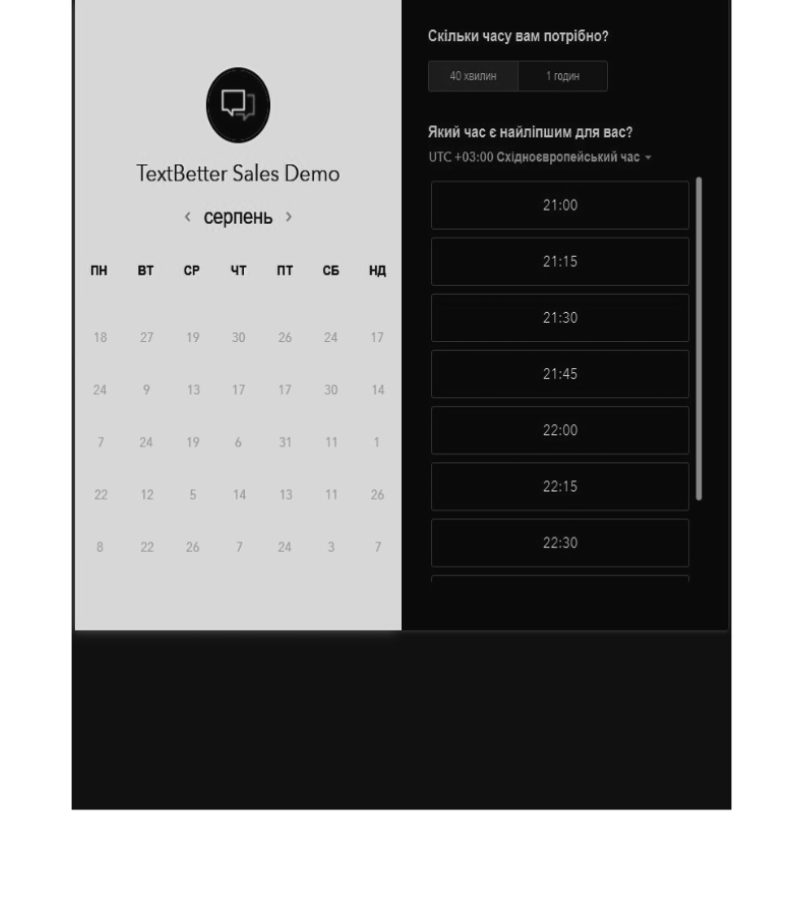 TextBetter Sales Demo
серпень
ПН ВТ СР ЧТ ПТ СБ НД
18 27 19 30 26 24 17
24 9 13 17 17 30 14
7 24 19 6 31 11 1
22 12 5 14 13 11 26
8 22 26 7 24 3 7
Скільки часу вам потрібно?
40 хвилин 1 годин
Який час є найліпшим для вас?
UTC +03:00 Східноєвропейський час
21:00
21:15
21:30
21:45
22:00
22:15
22:30